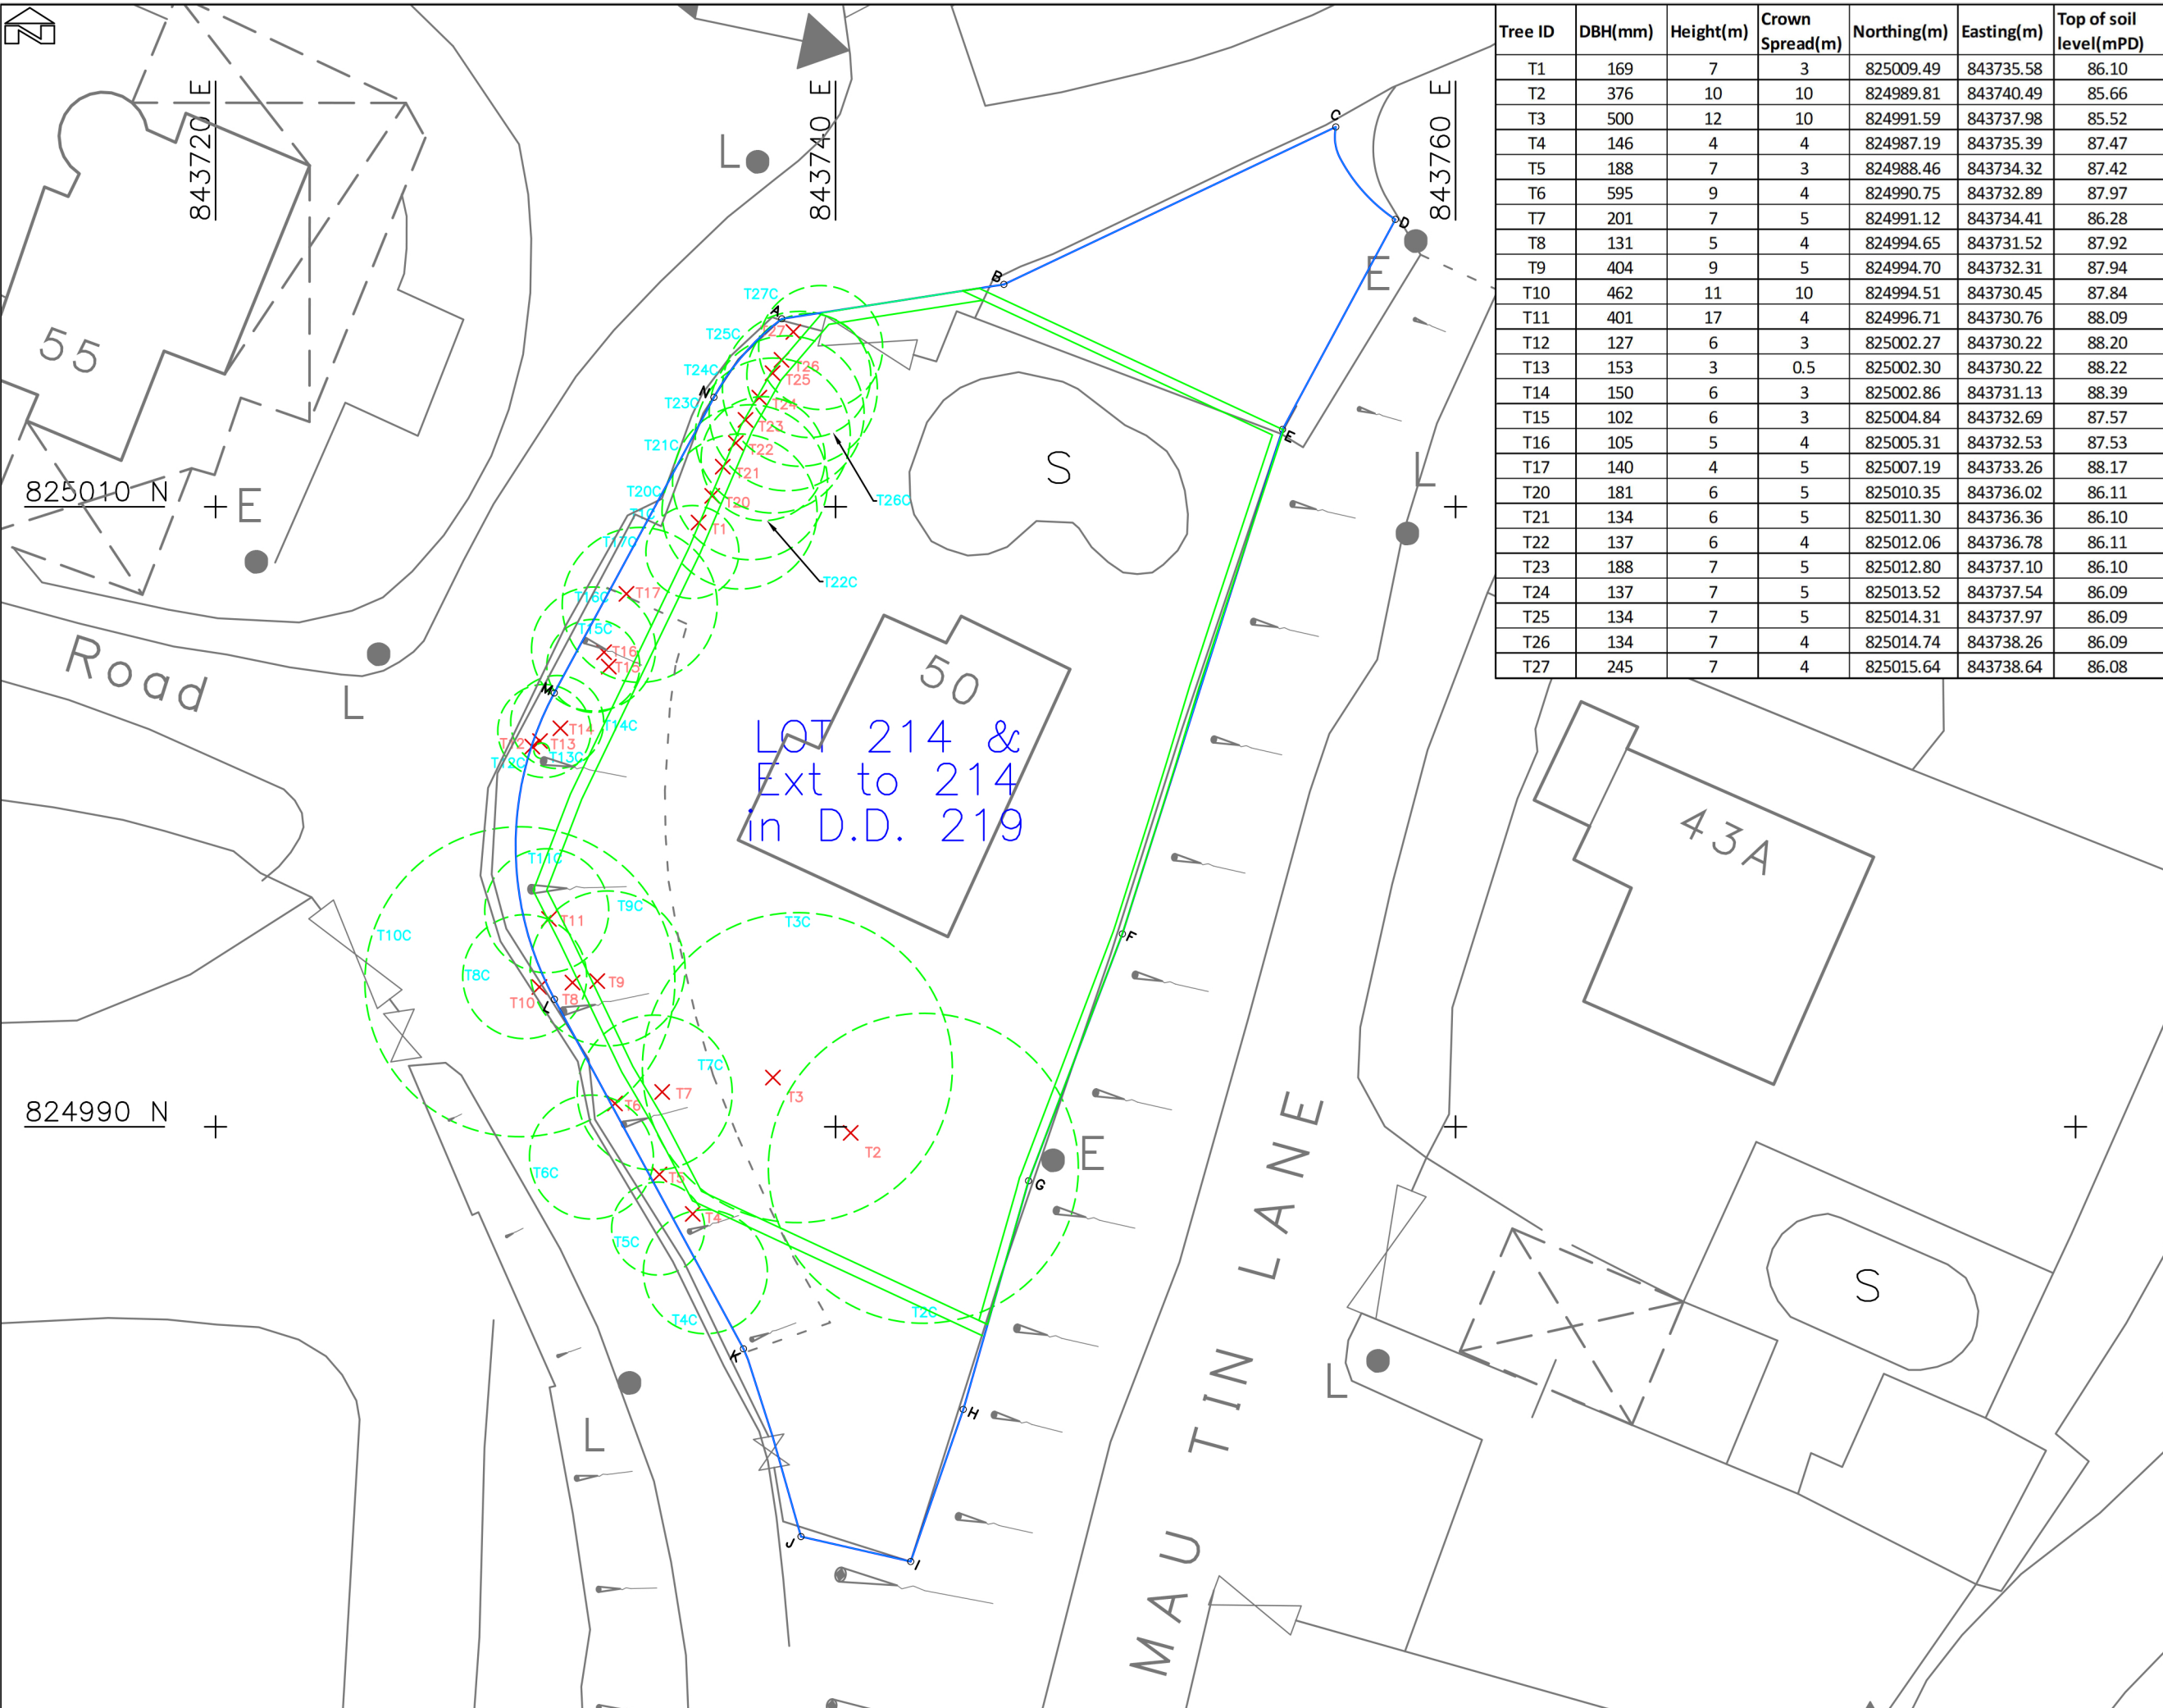 N
843720 E
843740 E
843760 E
825010 N
824990 N
Tree ID DBH(mm) Height(m) Crown Spread(m) Northing(m) Easting(m) Top of soil level(mPD)
T1 169 7 3 825009.49 843735.58 86.10
T2 376 10 10 824989.81 843740.49 85.66
T3 500 12 10 824991.59 843737.98 85.52
T4 146 4 4 824987.19 843735.39 87.47
T5 188 7 3 824988.46 843734.32 87.42
T6 595 9 4 824990.75 843732.89 87.97
T7 201 7 5 824991.12 843734.41 86.28
T8 131 5 4 824994.65 843731.52 87.92
T9 404 9 5 824994.70 843732.31 87.94
T10 462 11 10 824994.51 843730.45 87.84
T11 401 17 4 824996.71 843730.76 88.09
T12 127 6 3 825002.27 843730.22 88.20
T13 153 3 0.5 825002.30 843730.22 88.22
T14 150 6 3 825002.86 843731.13 88.39
T15 102 6 3 825004.84 843732.69 87.57
T16 105 5 4 825005.31 843732.53 87.53
T17 140 4 5 825007.19 843733.26 88.17
T20 181 6 5 825010.35 843736.02 86.11
T21 134 6 5 825011.30 843736.36 86.10
T22 137 6 4 825012.06 843736.78 86.11
T23 188 7 5 825012.80 843737.10 86.10
T24 137 7 5 825013.52 843737.54 86.09
T25 134 7 5 825014.31 843737.97 86.09
T26 134 7 4 825014.74 843738.26 86.09
T27 245 7 4 825015.64 843738.64 86.08
L
C
D
E
B
A
T27C
T27
T25C
T26
T25
T24C
T24
N
T23C
T23
T21C
T22
T21
T20C
T20
T26C
T1C
T1
T17C
T22C
T17
T16C
T15C
T16
T15
M
T14C
T14
T12
T13
T12C
T13C
T11C
T11
T9C
T10C
T8C
T9
T8
T10
L
T3C
T7C
T7
T3
T6
T2
T6C
T5
T5C
T4
T4C
T2C
K
J
I
H
G
F
E
E
E
L
L
L
L
S
S
55
50
43A
Road
LOT 214 &
Ext to 214
in D.D. 219
MAU TIN LANE